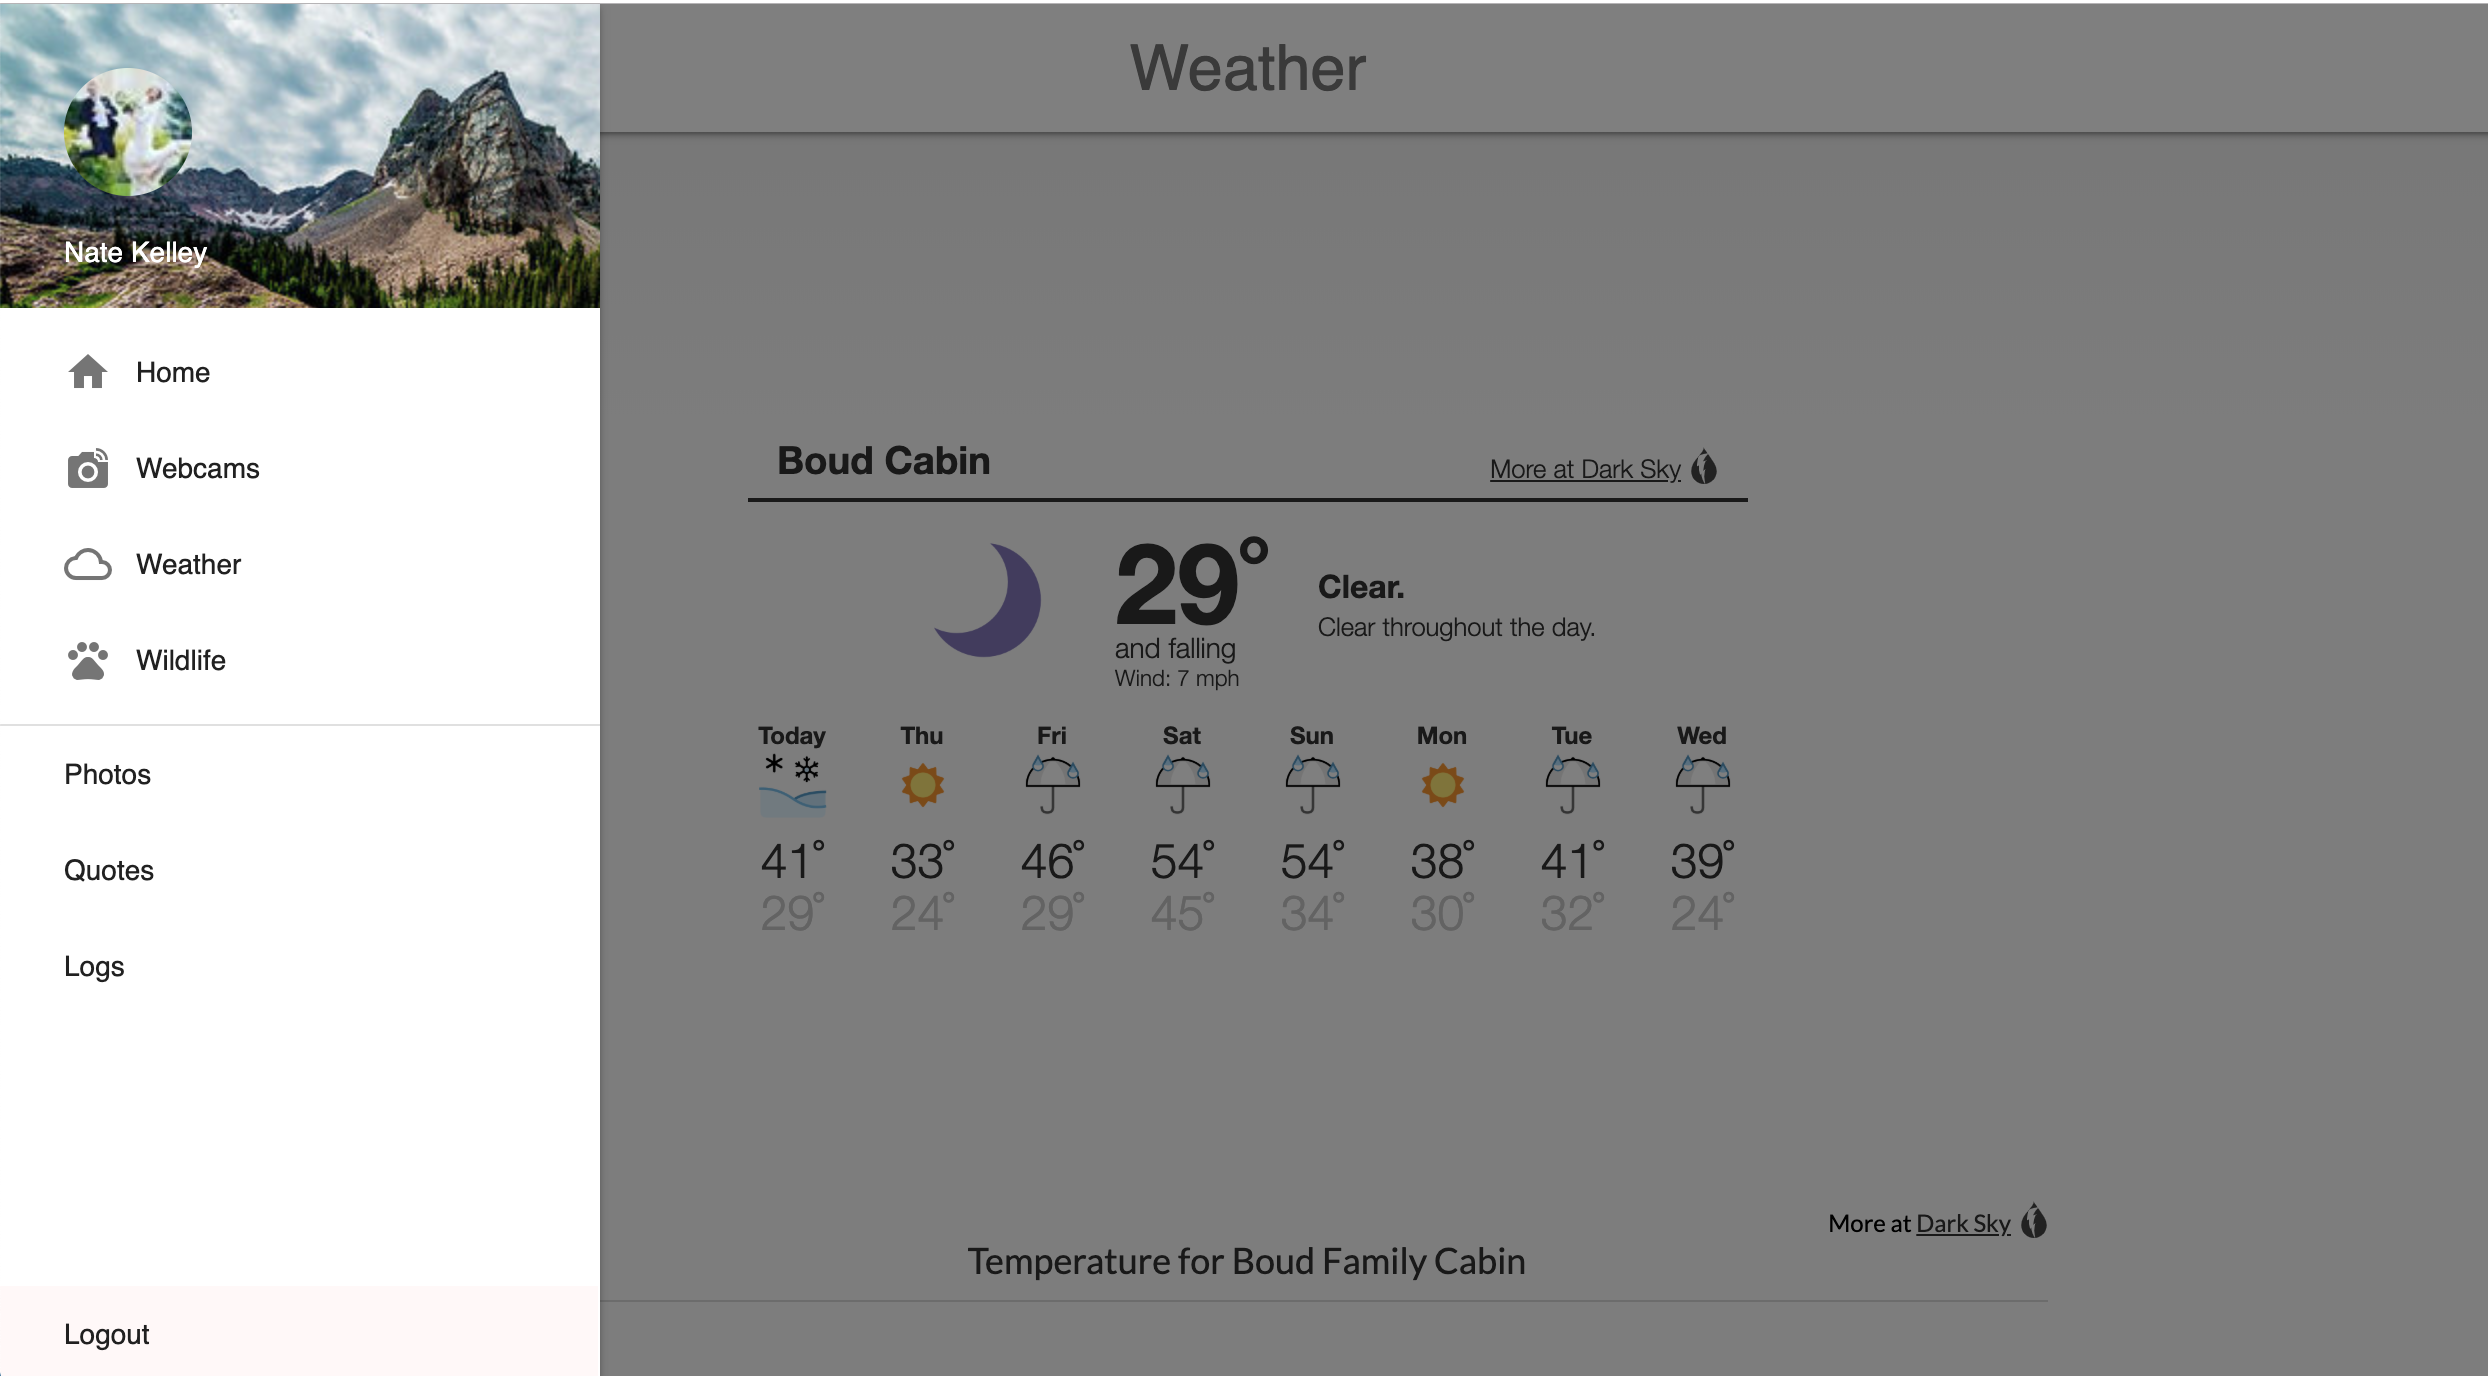 Nate Kelley
Home
Webcams
Weather
Wildlife
Photos
Quotes
Logs
Logout
Weather
Boud Cabin
More at Dark Sky
29°
and falling
Wind: 7 mph
Clear.
Clear throughout the day.
Today Thu Fri Sat Sun Mon Tue Wed
41° 33° 46° 54° 54° 38° 41° 39°
29° 24° 29° 45° 34° 30° 32° 24°
More at Dark Sky
Temperature for Boud Family Cabin